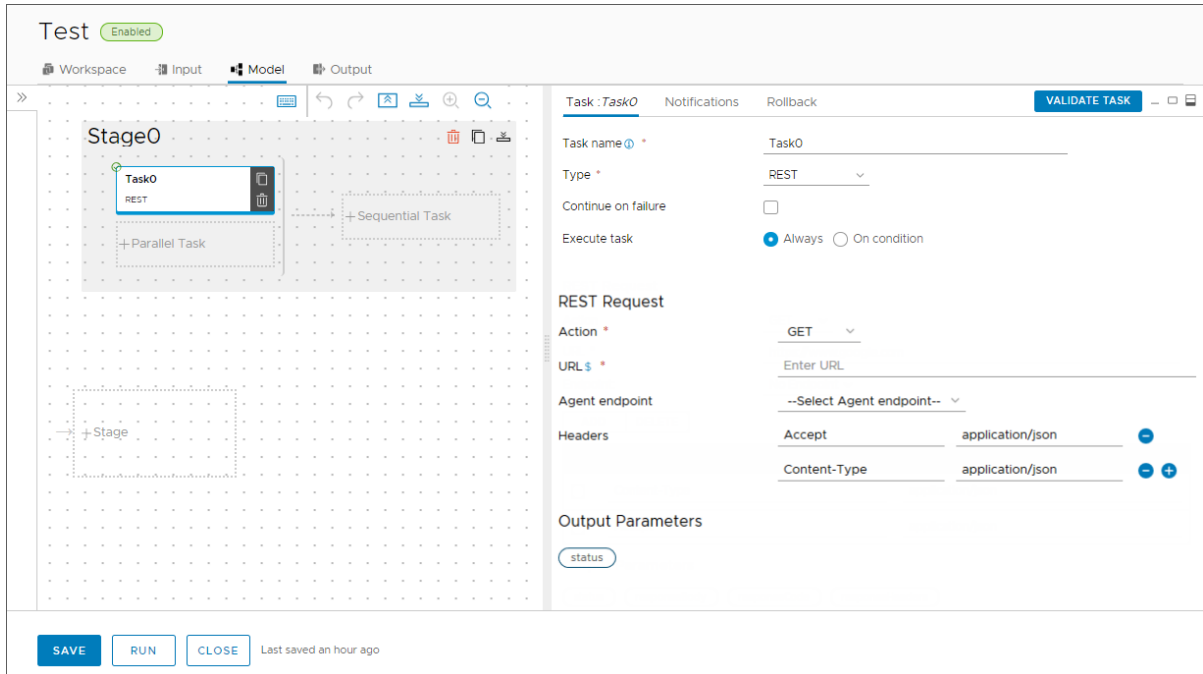 Test Enabled
Workspace Input Model Output
Stage0
Task0
REST
+Parallel Task
+Sequential Task
+Stage
Task :Task0 Notifications Rollback VALIDATE TASK
Task name * Task0
Type * REST
Continue on failure
Execute task Always On condition
REST Request
Action * GET
URL $ * Enter URL
Agent endpoint --Select Agent endpoint--
Headers Accept application/json
Content-Type application/json
Output Parameters
status
SAVE RUN CLOSE Last saved an hour ago